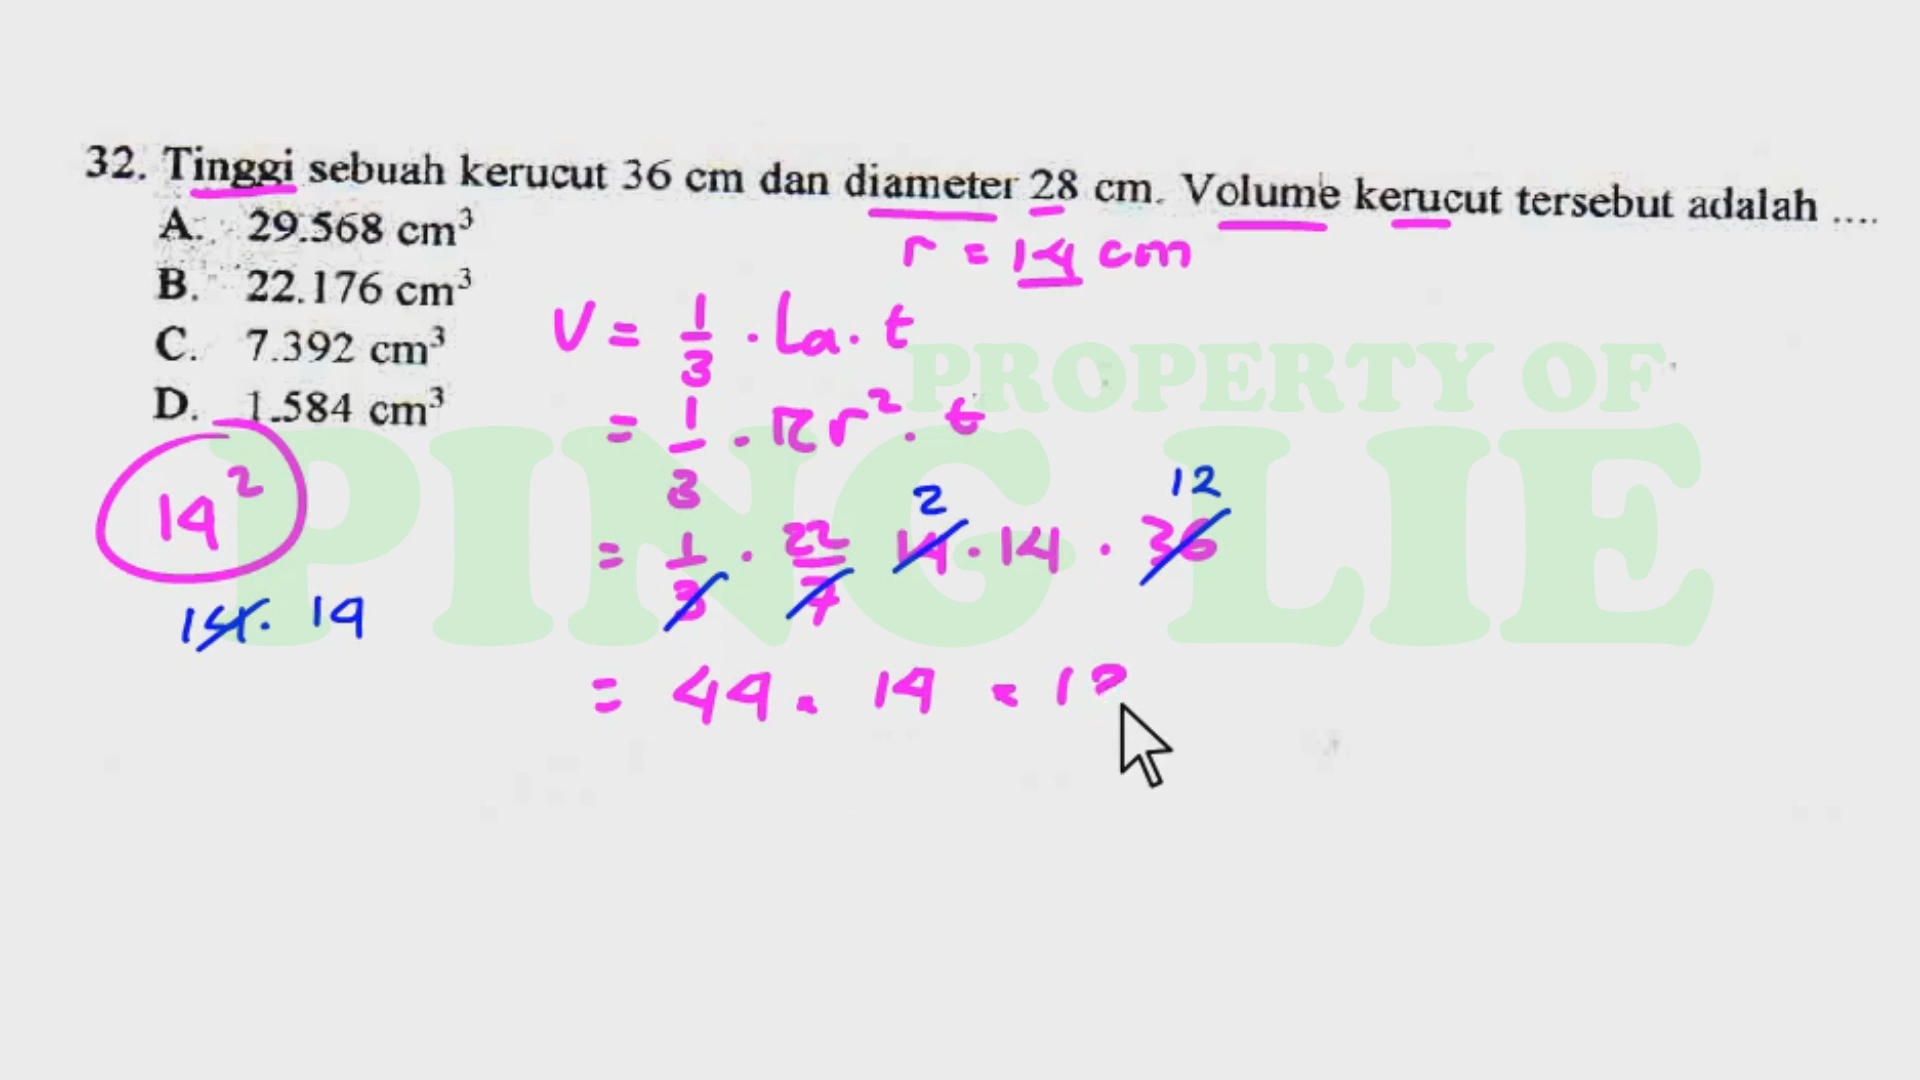 32. Tinggi sebuah kerucut 36 cm dan diameter 28 cm. Volume kerucut tersebut adalah ....
A. 29.568 cm³
r = 14 cm
B. 22.176 cm³
C. 7.392 cm³
D. 1.584 cm³
V = 1/3 · La · t
= 1/3 · πr² · t
= 1/3 · 22/7 14 · 14 · 36
2 12
= 44 · 14 · 12
14²
14 · 14
PROPERTY OF
PING LIE